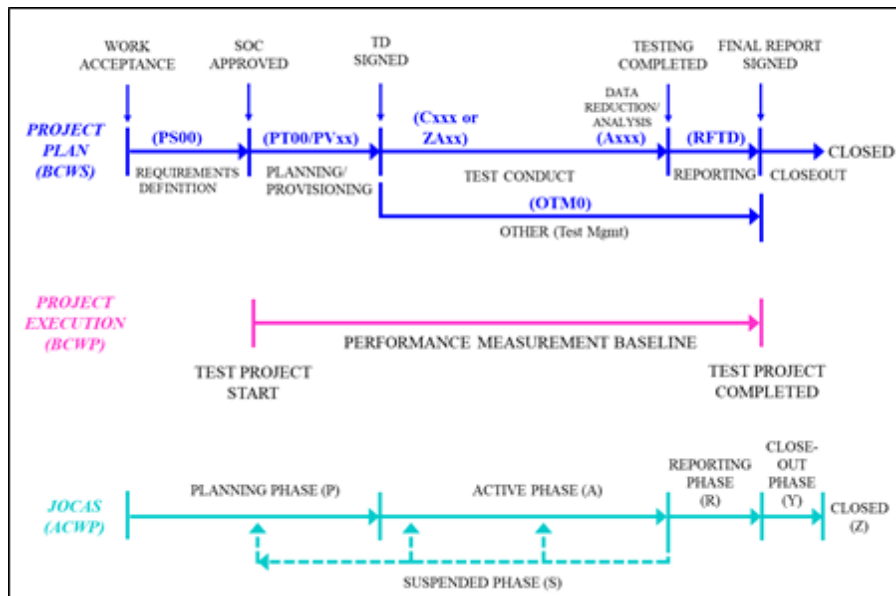 WORK
ACCEPTANCE
SOC
APPROVED
TD
SIGNED
TESTING
COMPLETED
FINAL REPORT
SIGNED
PROJECT
PLAN
(BCWS)
(PS00)
(PT00/PVxx)
(Cxxx or
ZAxx)
DATA
REDUCTION/
ANALYSIS)
(Axxx)
(RFTD)
CLOSED
REQUIREMENTS
DEFINITION
PLANNING/
PROVISIONING
TEST CONDUCT
REPORTING
CLOSEOUT
(OTM0)
OTHER (Test Mgmt)
PROJECT
EXECUTION
(BCWP)
PERFORMANCE MEASUREMENT BASELINE
TEST PROJECT
START
TEST PROJECT
COMPLETED
JOCAS
(ACWP)
PLANNING PHASE (P)
ACTIVE PHASE (A)
REPORTING
PHASE
(R)
CLOSE-
OUT
PHASE
(Y)
CLOSED
(Z)
SUSPENDED PHASE (S)